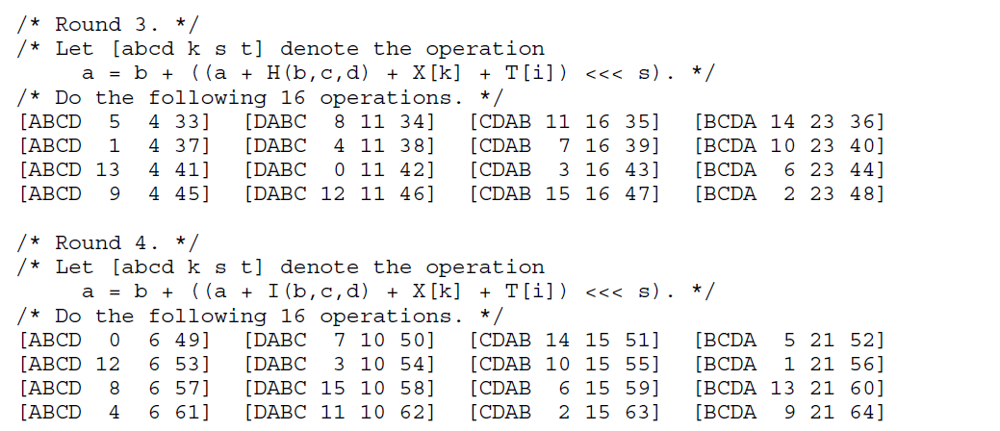 /* Round 3. */
/* Let [abcd k s t] denote the operation
     a = b + ((a + H(b,c,d) + X[k] + T[i]) <<< s). */
/* Do the following 16 operations. */
[ABCD  5  4 33]  [DABC  8 11 34]  [CDAB 11 16 35]  [BCDA 14 23 36]
[ABCD  1  4 37]  [DABC  4 11 38]  [CDAB  7 16 39]  [BCDA 10 23 40]
[ABCD 13  4 41]  [DABC  0 11 42]  [CDAB  3 16 43]  [BCDA  6 23 44]
[ABCD  9  4 45]  [DABC 12 11 46]  [CDAB 15 16 47]  [BCDA  2 23 48]

/* Round 4. */
/* Let [abcd k s t] denote the operation
     a = b + ((a + I(b,c,d) + X[k] + T[i]) <<< s). */
/* Do the following 16 operations. */
[ABCD  0  6 49]  [DABC  7 10 50]  [CDAB 14 15 51]  [BCDA  5 21 52]
[ABCD 12  6 53]  [DABC  3 10 54]  [CDAB 10 15 55]  [BCDA  1 21 56]
[ABCD  8  6 57]  [DABC 15 10 58]  [CDAB  6 15 59]  [BCDA 13 21 60]
[ABCD  4  6 61]  [DABC 11 10 62]  [CDAB  2 15 63]  [BCDA  9 21 64]